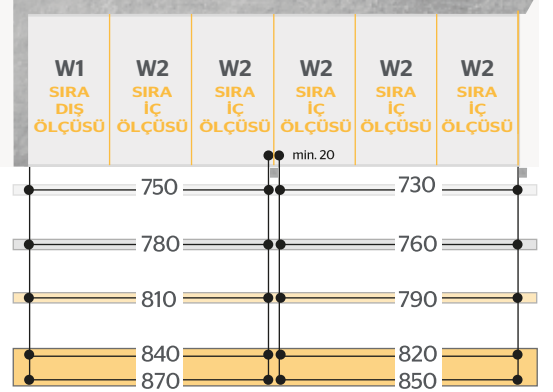 W1 W2 W2 W2 W2 W2
SIRA SIRA SIRA SIRA SIRA SIRA
DIŞ İÇ İÇ İÇ İÇ İÇ
ÖLÇÜSÜ ÖLÇÜSÜ ÖLÇÜSÜ ÖLÇÜSÜ ÖLÇÜSÜ ÖLÇÜSÜ
min. 20
750 730
780 760
810 790
840 820
870 850